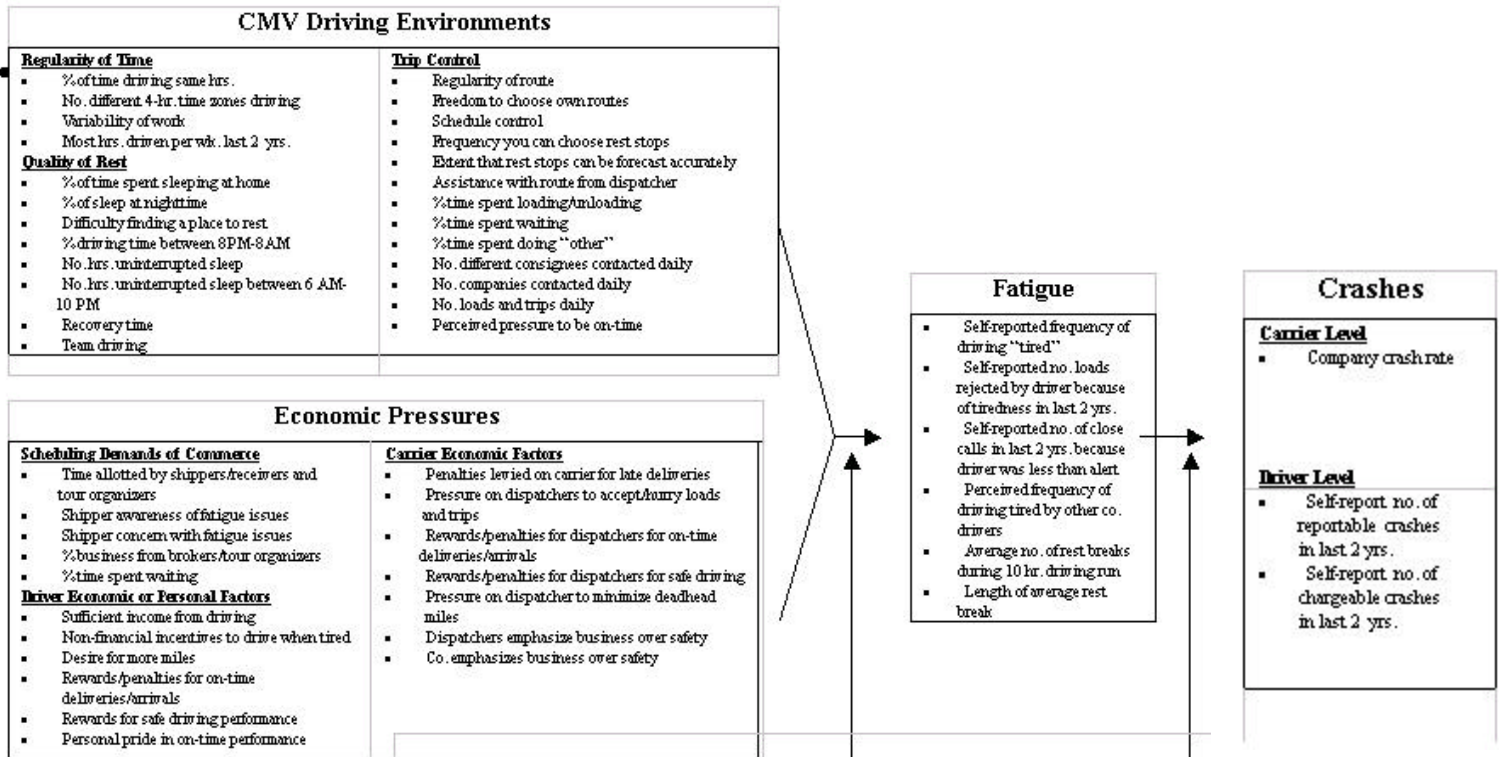 CMV Driving Environments
Regularity of Time
% of time driving same hrs.
No. different 4-hr. time zones driving
Variability of work
Most hrs. driven per wk. last 2 yrs.
Quality of Rest
% of time spent sleeping at home
% of sleep at nighttime
Difficulty finding a place to rest
% driving time between 8PM-8AM
No. hrs. uninterrupted sleep
No. hrs. uninterrupted sleep between 6 AM-
10 PM
Recovery time
Team driving
Trip Control
Regularity of route
Freedom to choose own routes
Schedule control
Frequency you can choose rest stops
Extent that rest stops can be forecast accurately
Assistance with route from dispatcher
% time spent loading/unloading
% time spent waiting
% time spent doing “other”
No. different consignees contacted daily
No. companies contacted daily
No. loads and trips daily
Perceived pressure to be on-time
Economic Pressures
Scheduling Demands of Commerce
Time allotted by shippers/receivers and
tour organizers
Shipper awareness of fatigue issues
Shipper concern with fatigue issues
% business from brokers/tour organizers
% time spent waiting
Driver Economic or Personal Factors
Sufficient income from driving
Non-financial incentives to drive when tired
Desire for more miles
Rewards/penalties for on-time
deliveries/arrivals
Rewards for safe driving performance
Personal pride in on-time performance
Carrier Economic Factors
Penalties levied on carrier for late deliveries
Pressure on dispatchers to accept/hurry loads
and trips
Rewards/penalties for dispatchers for on-time
deliveries/arrivals
Rewards/penalties for dispatchers for safe driving
Pressure on dispatcher to minimize deadhead
miles
Dispatchers emphasize business over safety
Co. emphasizes business over safety
Fatigue
Self-reported frequency of
driving “tired”
Self-reported no. loads
rejected by driver because
of tiredness in last 2 yrs.
Self-reported no. of close
calls in last 2 yrs. because
driver was less than alert
Perceived frequency of
driving tired by other co.
drivers
Average no. of rest breaks
during 10 hr. driving run
Length of average rest
break
Crashes
Carrier Level
Company crash rate
Driver Level
Self-report no. of
reportable crashes
in last 2 yrs.
Self-report no. of
chargeable crashes
in last 2 yrs.